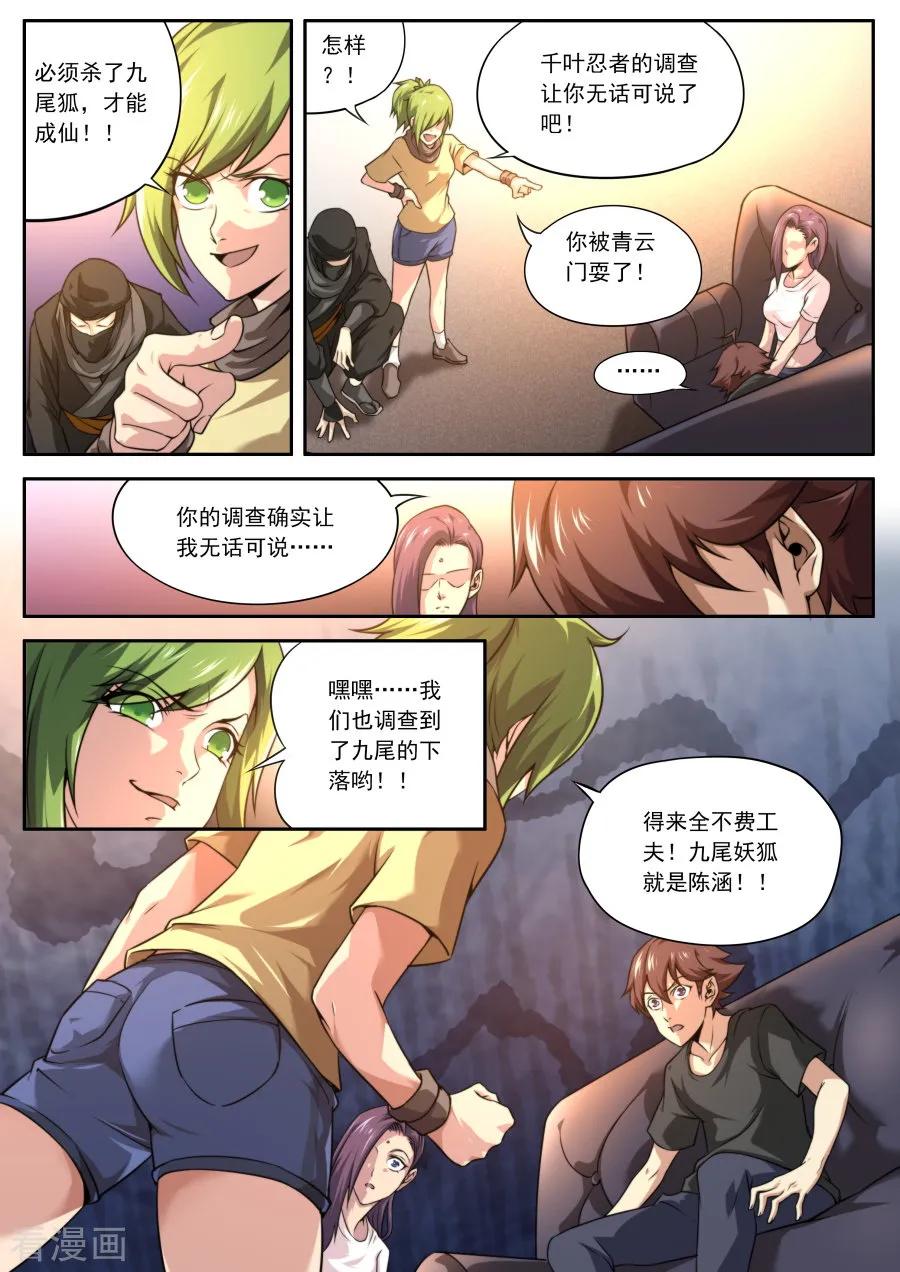 必须杀了九
尾狐，才能
成仙！！
怎样
？！
千叶忍者的调查
让你无话可说了
吧！
你被青云
门耍了！
……
你的调查确实让
我无话可说……
嘿嘿……我
们也调查到
了九尾的下
落哟！！
得来全不费工
夫！九尾妖狐
就是陈涵！！
看漫画